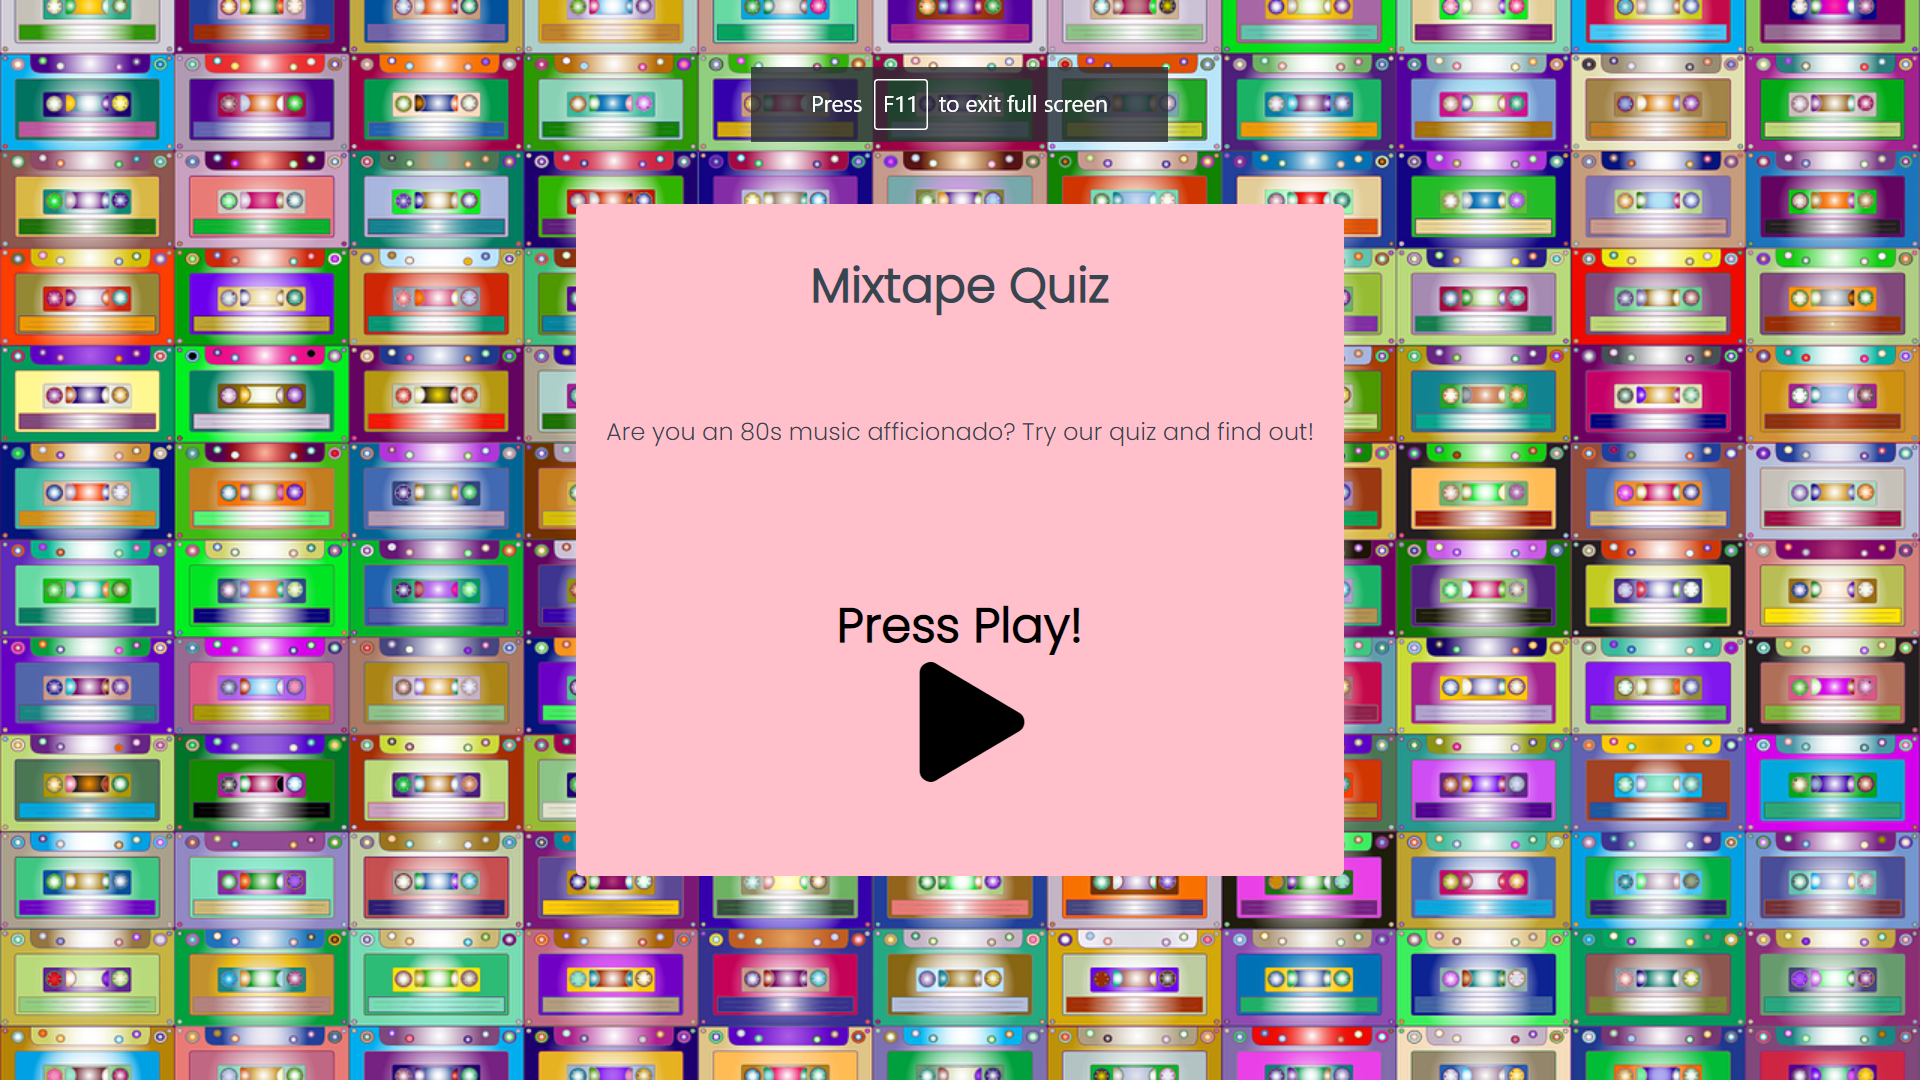 Press F11 to exit full screen
Mixtape Quiz
Are you an 80s music afficionado? Try our quiz and find out!
Press Play!